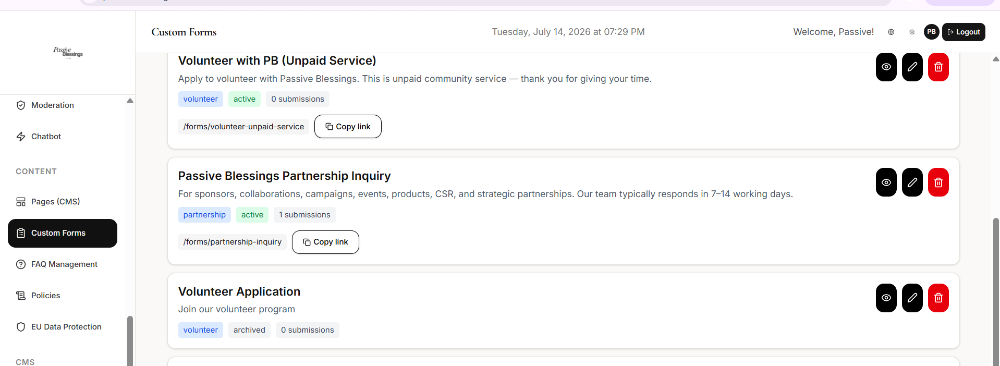 Custom Forms
Tuesday, July 14, 2026 at 07:29 PM
Welcome, Passive!
PB
Logout
Passive
Blessings
Moderation
Chatbot
CONTENT
Pages (CMS)
Custom Forms
FAQ Management
Policies
EU Data Protection
CMS
Volunteer with PB (Unpaid Service)
Apply to volunteer with Passive Blessings. This is unpaid community service — thank you for giving your time.
volunteer active 0 submissions
/forms/volunteer-unpaid-service Copy link
Passive Blessings Partnership Inquiry
For sponsors, collaborations, campaigns, events, products, CSR, and strategic partnerships. Our team typically responds in 7–14 working days.
partnership active 1 submissions
/forms/partnership-inquiry Copy link
Volunteer Application
Join our volunteer program
volunteer archived 0 submissions